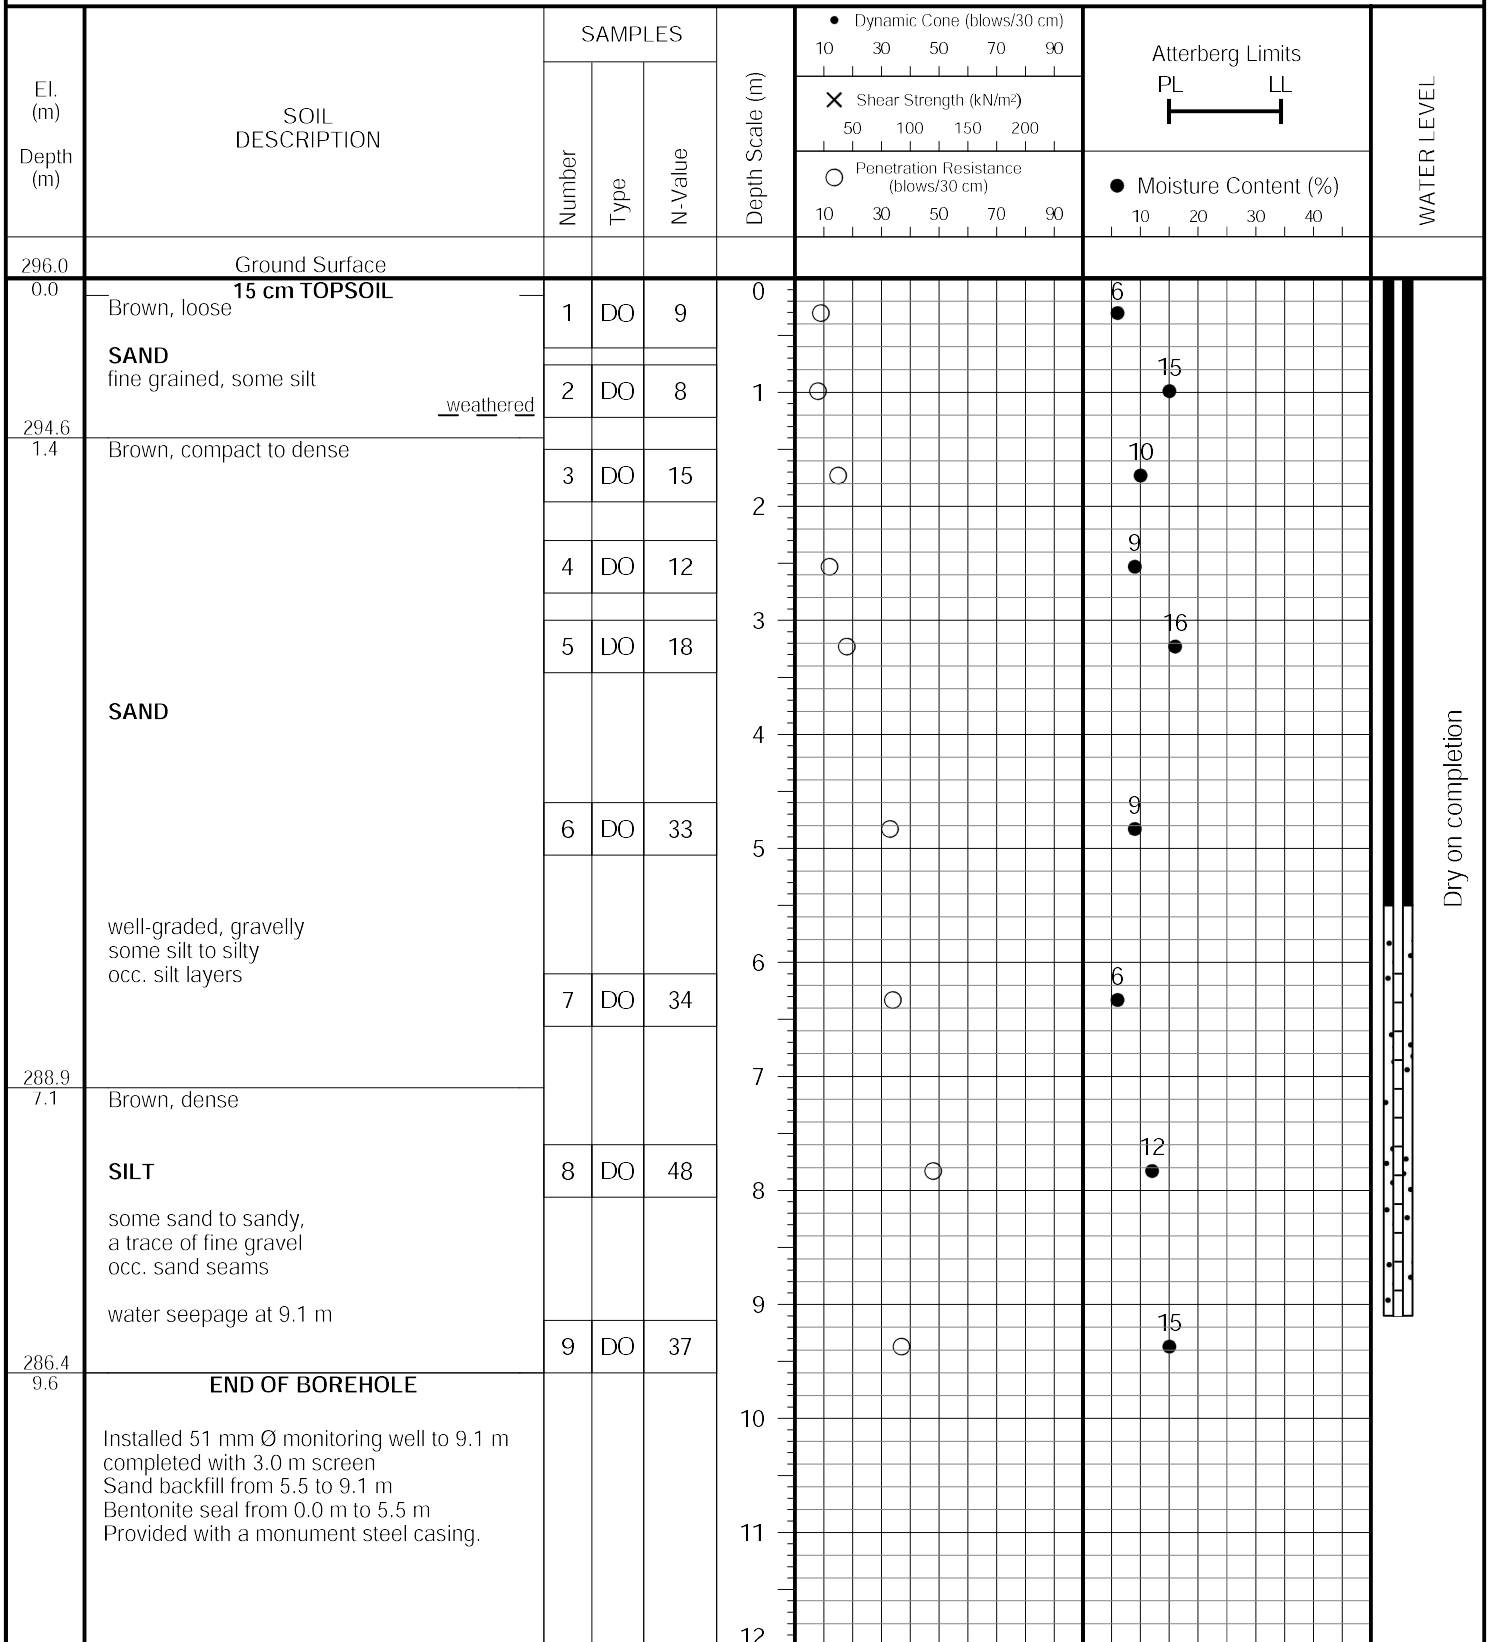 El.
(m)
Depth
(m)
SOIL
DESCRIPTION
SAMPLES
Number
Type
N-Value
Depth Scale (m)
Dynamic Cone (blows/30 cm)
10 30 50 70 90
Shear Strength (kN/m²)
50 100 150 200
Penetration Resistance
(blows/30 cm)
10 30 50 70 90
Atterberg Limits
PL LL
Moisture Content (%)
10 20 30 40
WATER LEVEL
296.0 Ground Surface
0.0 15 cm TOPSOIL 0 6
Brown, loose
1 DO 9
SAND
fine grained, some silt
15
2 DO 8 1
weathered
294.6
1.4 Brown, compact to dense
10
3 DO 15
2
9
4 DO 12
3 16
5 DO 18
SAND
4
Dry on completion
9
6 DO 33
5
well-graded, gravelly
some silt to silty
occ. silt layers
6 6
7 DO 34
288.9 7
7.1 Brown, dense
12
SILT 8 DO 48
8
some sand to sandy,
a trace of fine gravel
occ. sand seams
water seepage at 9.1 m 9
15
9 DO 37
286.4
9.6 END OF BOREHOLE
10
Installed 51 mm Ø monitoring well to 9.1 m
completed with 3.0 m screen
Sand backfill from 5.5 to 9.1 m
Bentonite seal from 0.0 m to 5.5 m
Provided with a monument steel casing.
11
12